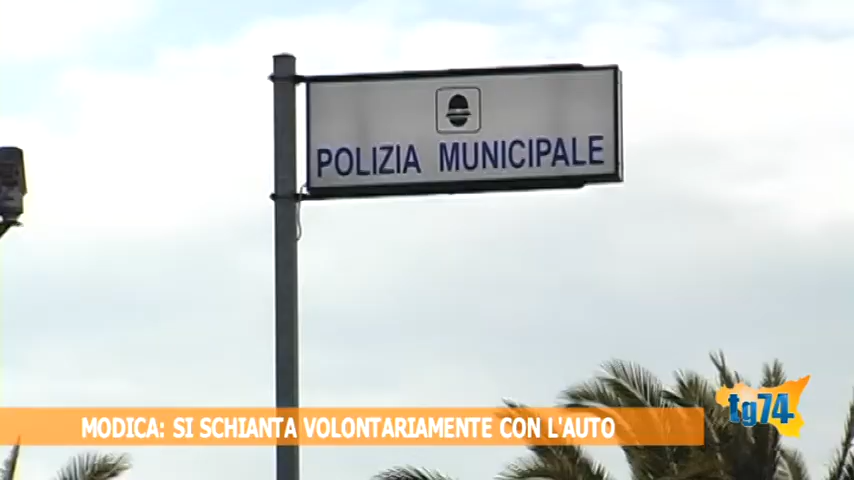 POLIZIA MUNICIPALE
MODICA: SI SCHIANTA VOLONTARIAMENTE CON L'AUTO
tg74